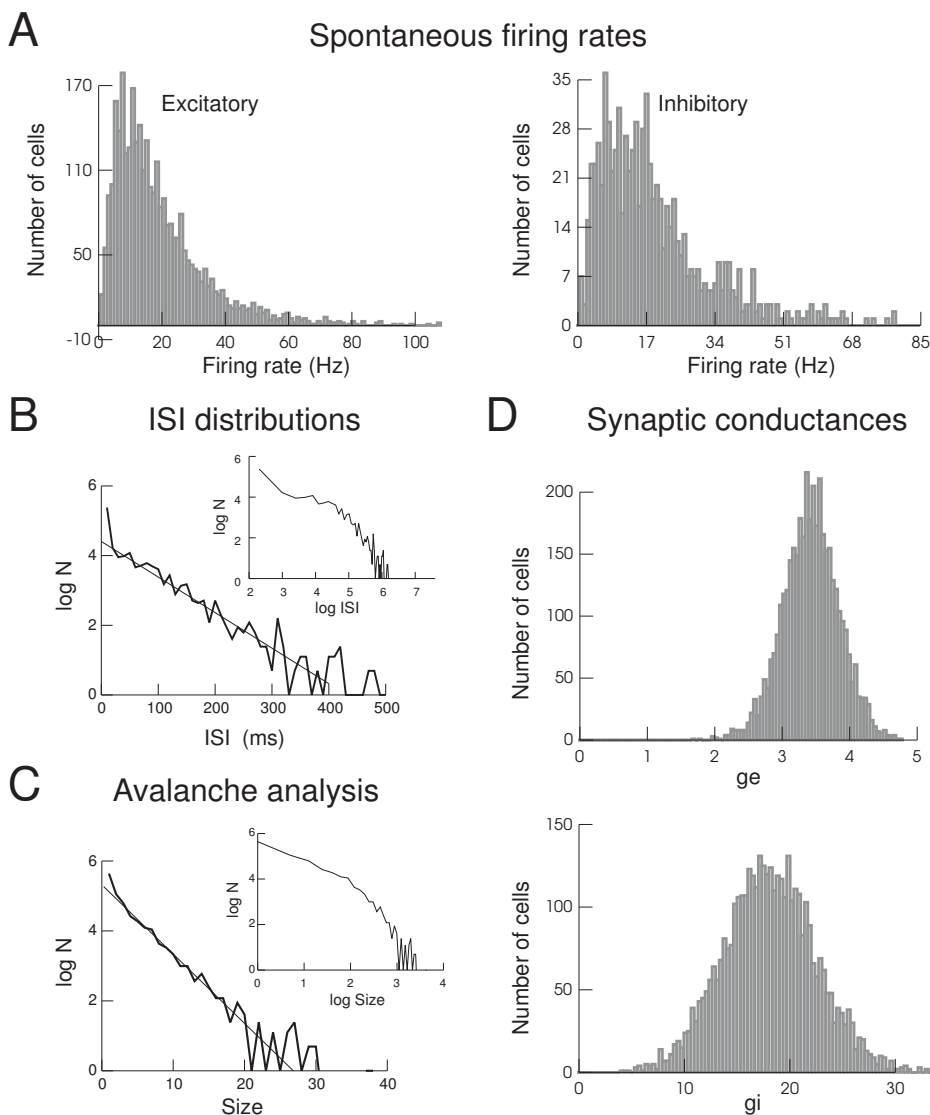 A
Spontaneous firing rates
Number of cells
170
110
50
-10
Excitatory
0 20 40 60 80 100
Firing rate (Hz)
Number of cells
35
28
21
14
7
0
Inhibitory
0 17 34 51 68 85
Firing rate (Hz)
B
ISI distributions
log N
6
4
2
0
0 100 200 300 400 500
ISI (ms)
log N
6
4
2
0
2 3 4 5 6 7
log ISI
C
Avalanche analysis
log N
6
4
2
0
0 10 20 30 40
Size
log N
6
4
2
0
0 1 2 3 4
log Size
D
Synaptic conductances
Number of cells
200
150
100
50
0
0 1 2 3 4 5
ge
Number of cells
150
100
50
0
0 10 20 30
gi